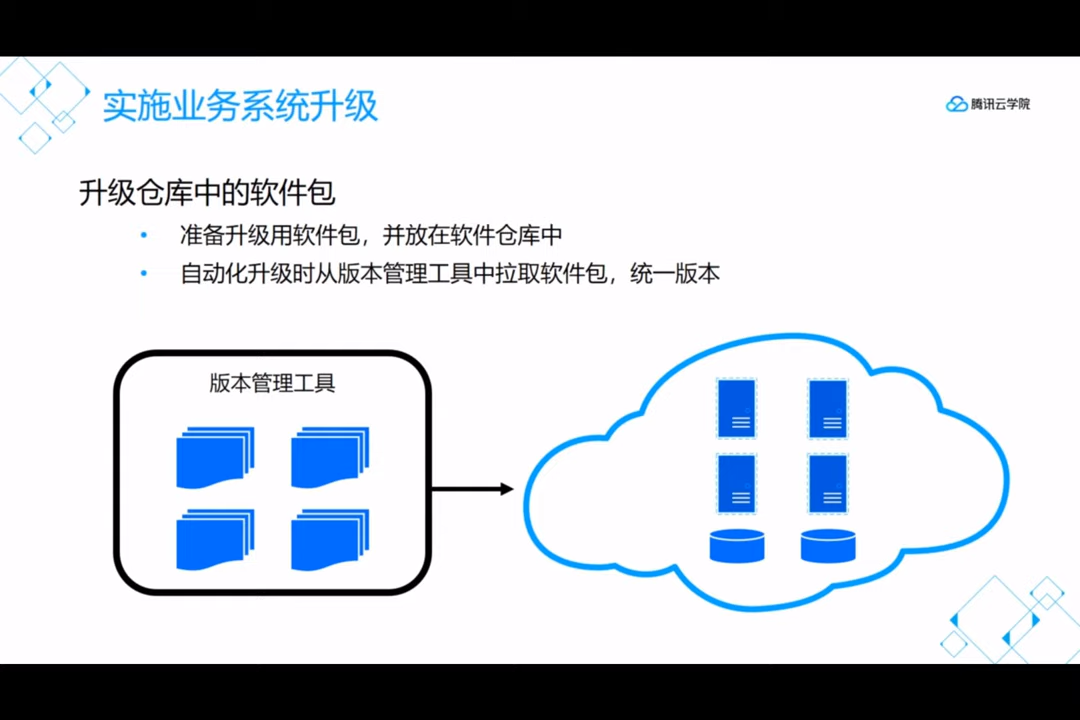 实施业务系统升级
腾讯云学院
升级仓库中的软件包
• 准备升级用软件包，并放在软件仓库中
• 自动化升级时从版本管理工具中拉取软件包，统一版本
版本管理工具